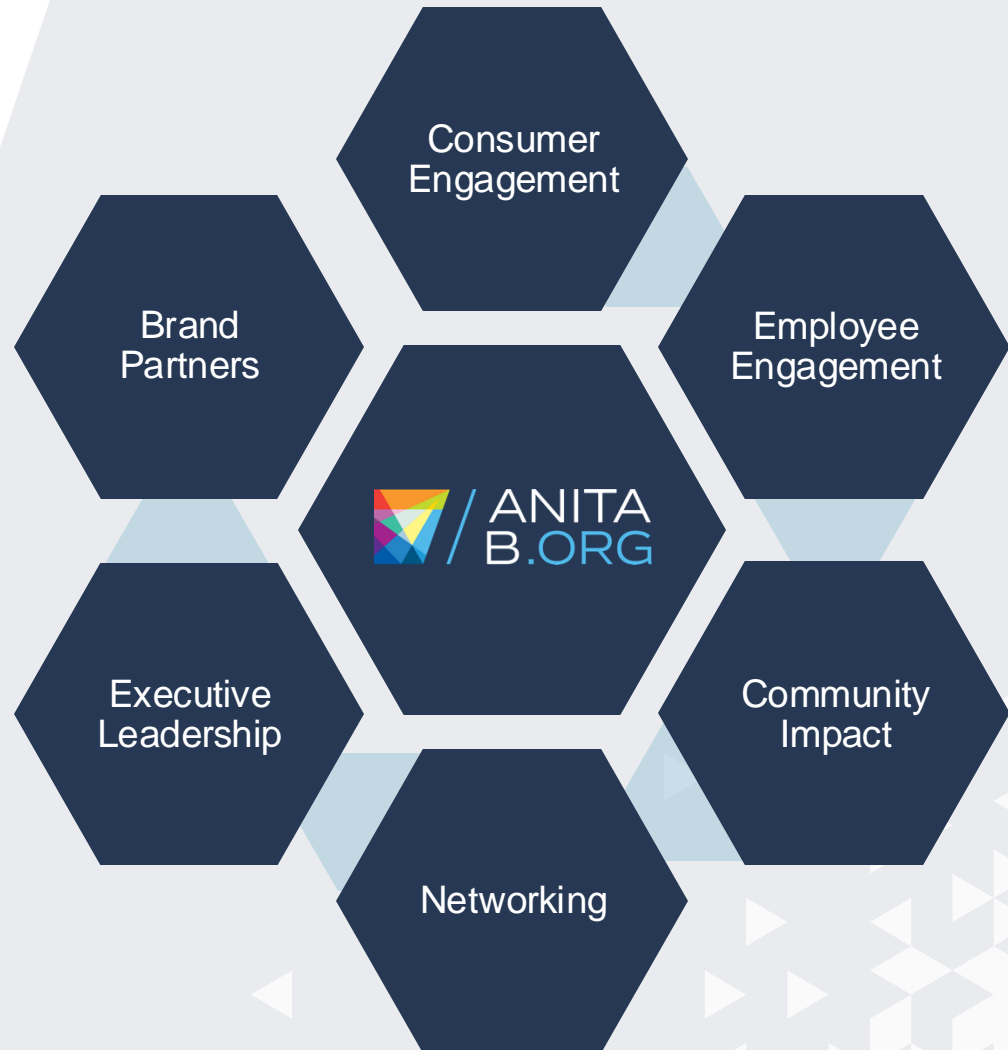 Consumer
Engagement
Brand
Partners
Employee
Engagement
ANITA
B.ORG
Executive
Leadership
Community
Impact
Networking